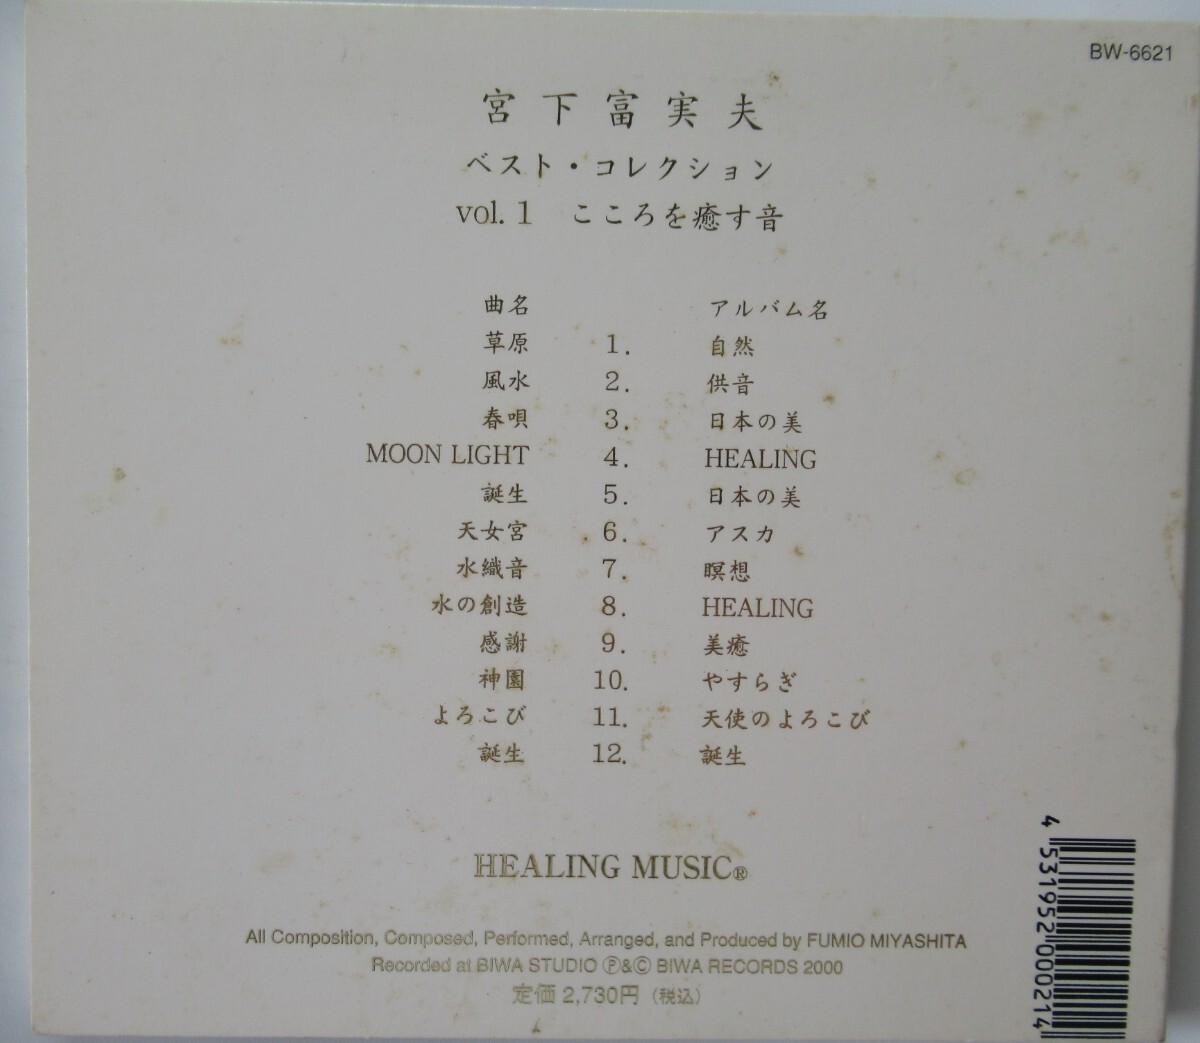 BW-6621
宮下富実夫
ベスト・コレクション
vol. 1 こころを癒す音
曲名 アルバム名
草原 1. 自然
風水 2. 供音
春唄 3. 日本の美
MOON LIGHT 4. HEALING
誕生 5. 日本の美
天女宮 6. アスカ
水織音 7. 瞑想
水の創造 8. HEALING
感謝 9. 美癒
神園 10. やすらぎ
よろこび 11. 天使のよろこび
誕生 12. 誕生
HEALING MUSIC®
All Composition, Composed, Performed, Arranged, and Produced by FUMIO MIYASHITA
Recorded at BIWA STUDIO Ⓟ&Ⓒ BIWA RECORDS 2000
定価 2,730円 (税込)
4 531952 000214